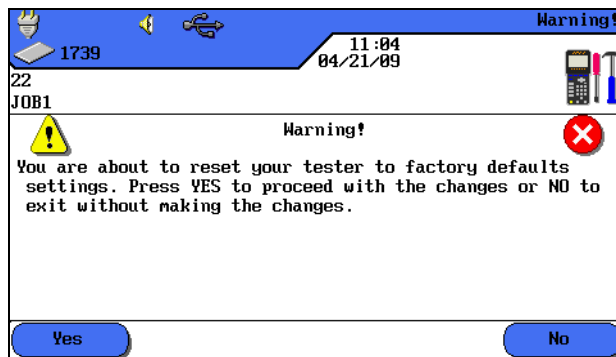 Warning!
1739
11:04
04/21/09
22
JOB1
Warning!
You are about to reset your tester to factory defaults
settings. Press YES to proceed with the changes or NO to
exit without making the changes.
Yes
No